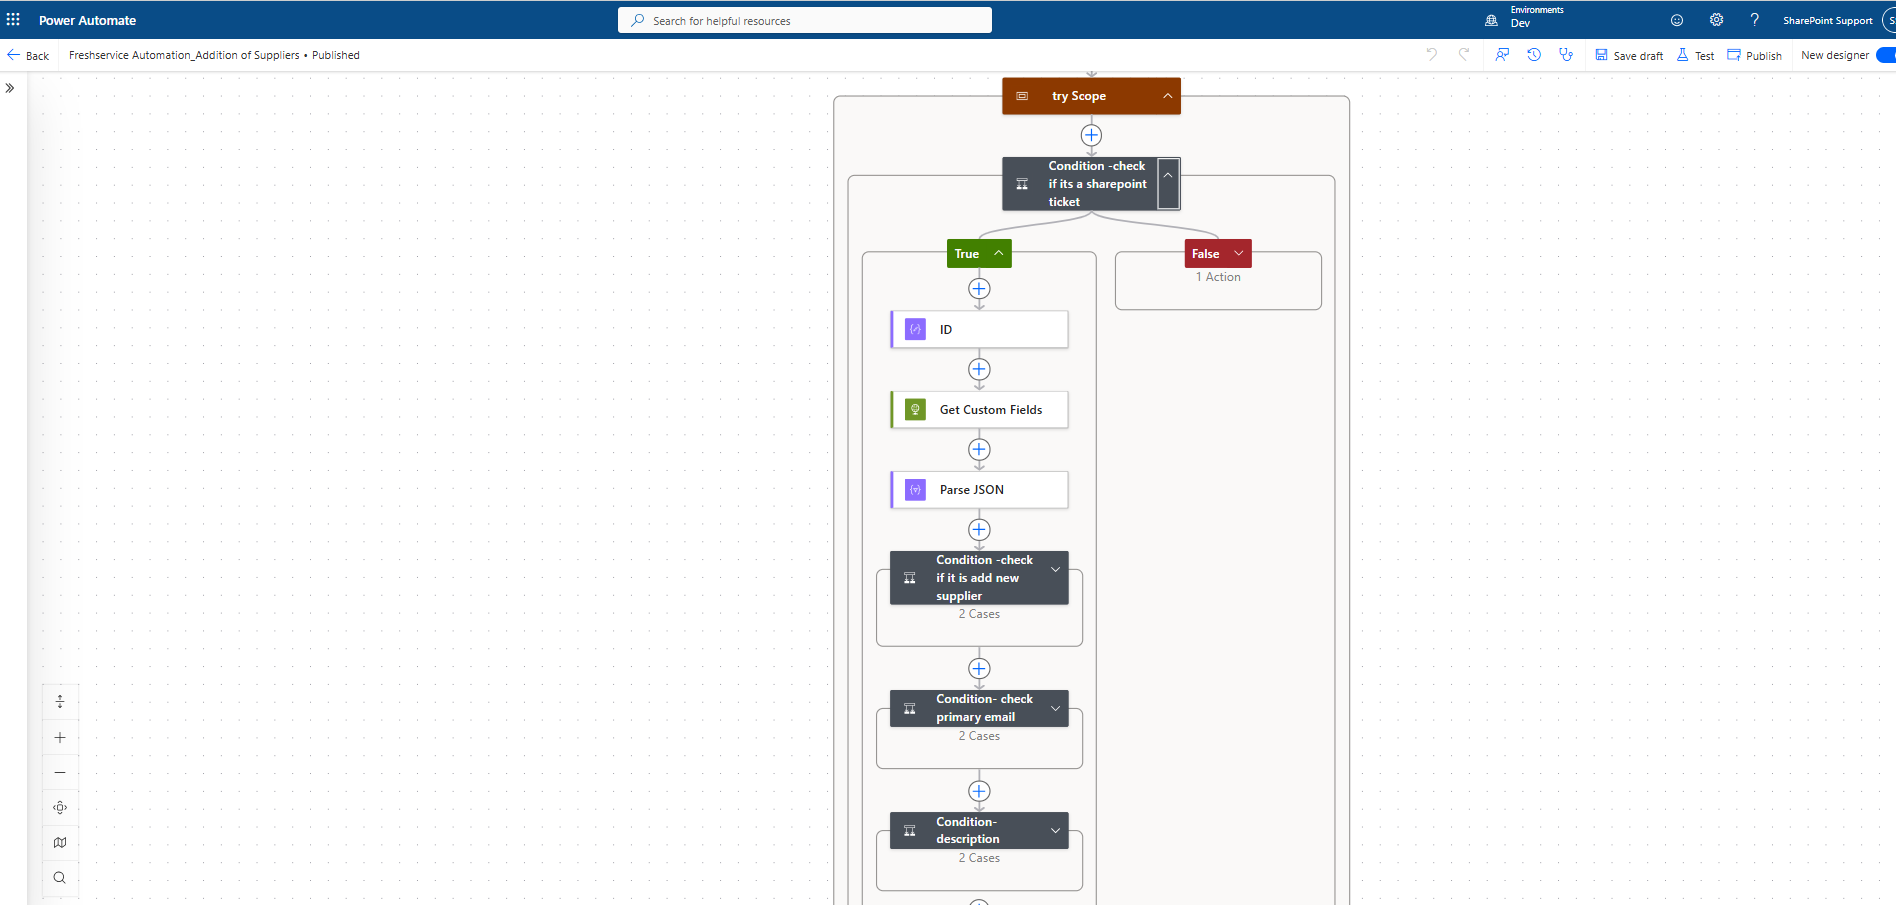 Power Automate
Search for helpful resources
Environments
Dev
?
SharePoint Support
Back
Freshservice Automation_Addition of Suppliers • Published
Save draft
Test
Publish
New designer
try Scope
Condition -check
if its a sharepoint
ticket
True
False
1 Action
ID
Get Custom Fields
Parse JSON
Condition -check
if it is add new
supplier
2 Cases
Condition- check
primary email
2 Cases
Condition-
description
2 Cases